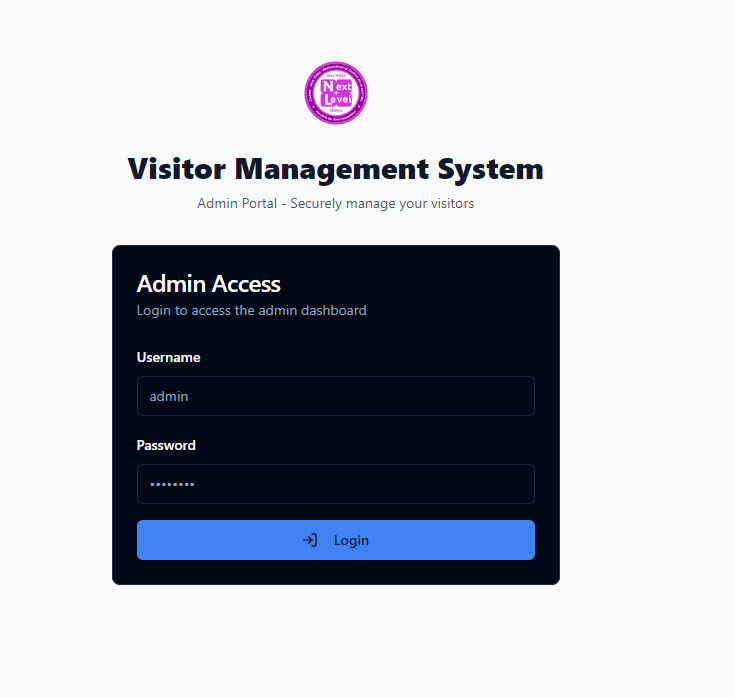 Next
Level
Visitor Management System
Admin Portal - Securely manage your visitors
Admin Access
Login to access the admin dashboard
Username
admin
Password
••••••••
Login